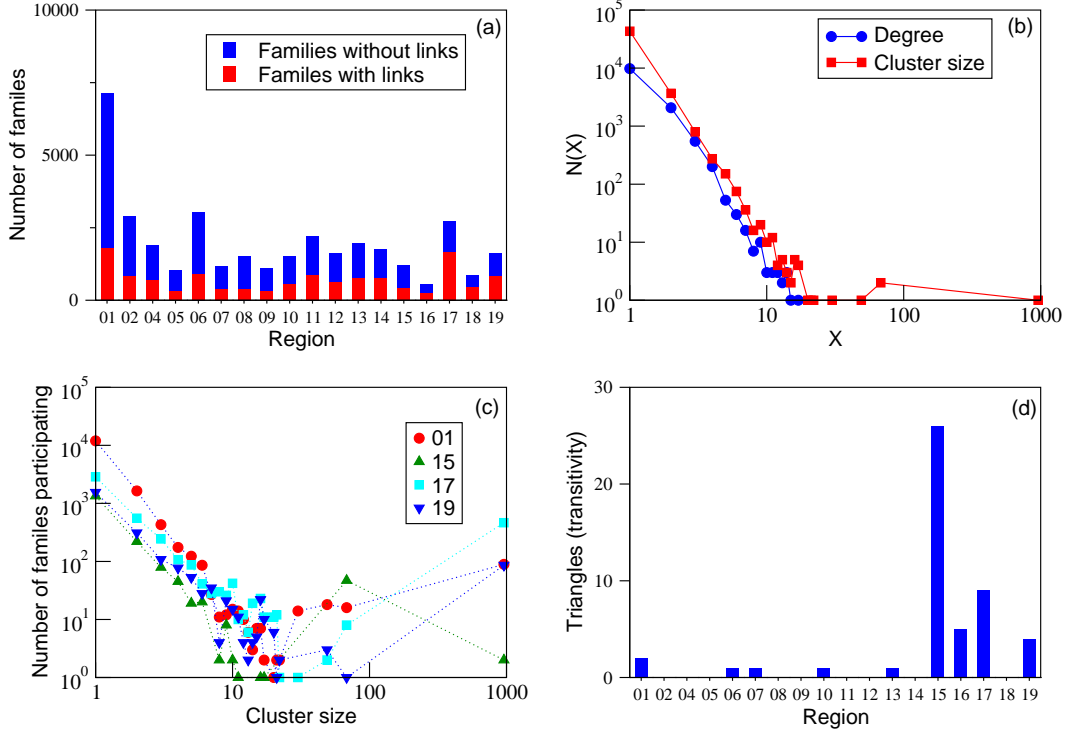 10000
5000
0
Number of familes
(a)
Families without links
Familes with links
01 02 04 05 06 07 08 09 10 11 12 13 14 15 16 17 18 19
Region
10^5
10^4
10^3
10^2
10^1
10^0
N(X)
(b)
Degree
Cluster size
1 10 100 1000
X
10^5
10^4
10^3
10^2
10^1
10^0
Number of families participating
(c)
01
15
17
19
1 10 100 1000
Cluster size
30
20
10
0
Triangles (transitivity)
(d)
01 02 04 05 06 07 08 09 10 11 12 13 14 15 16 17 18 19
Region